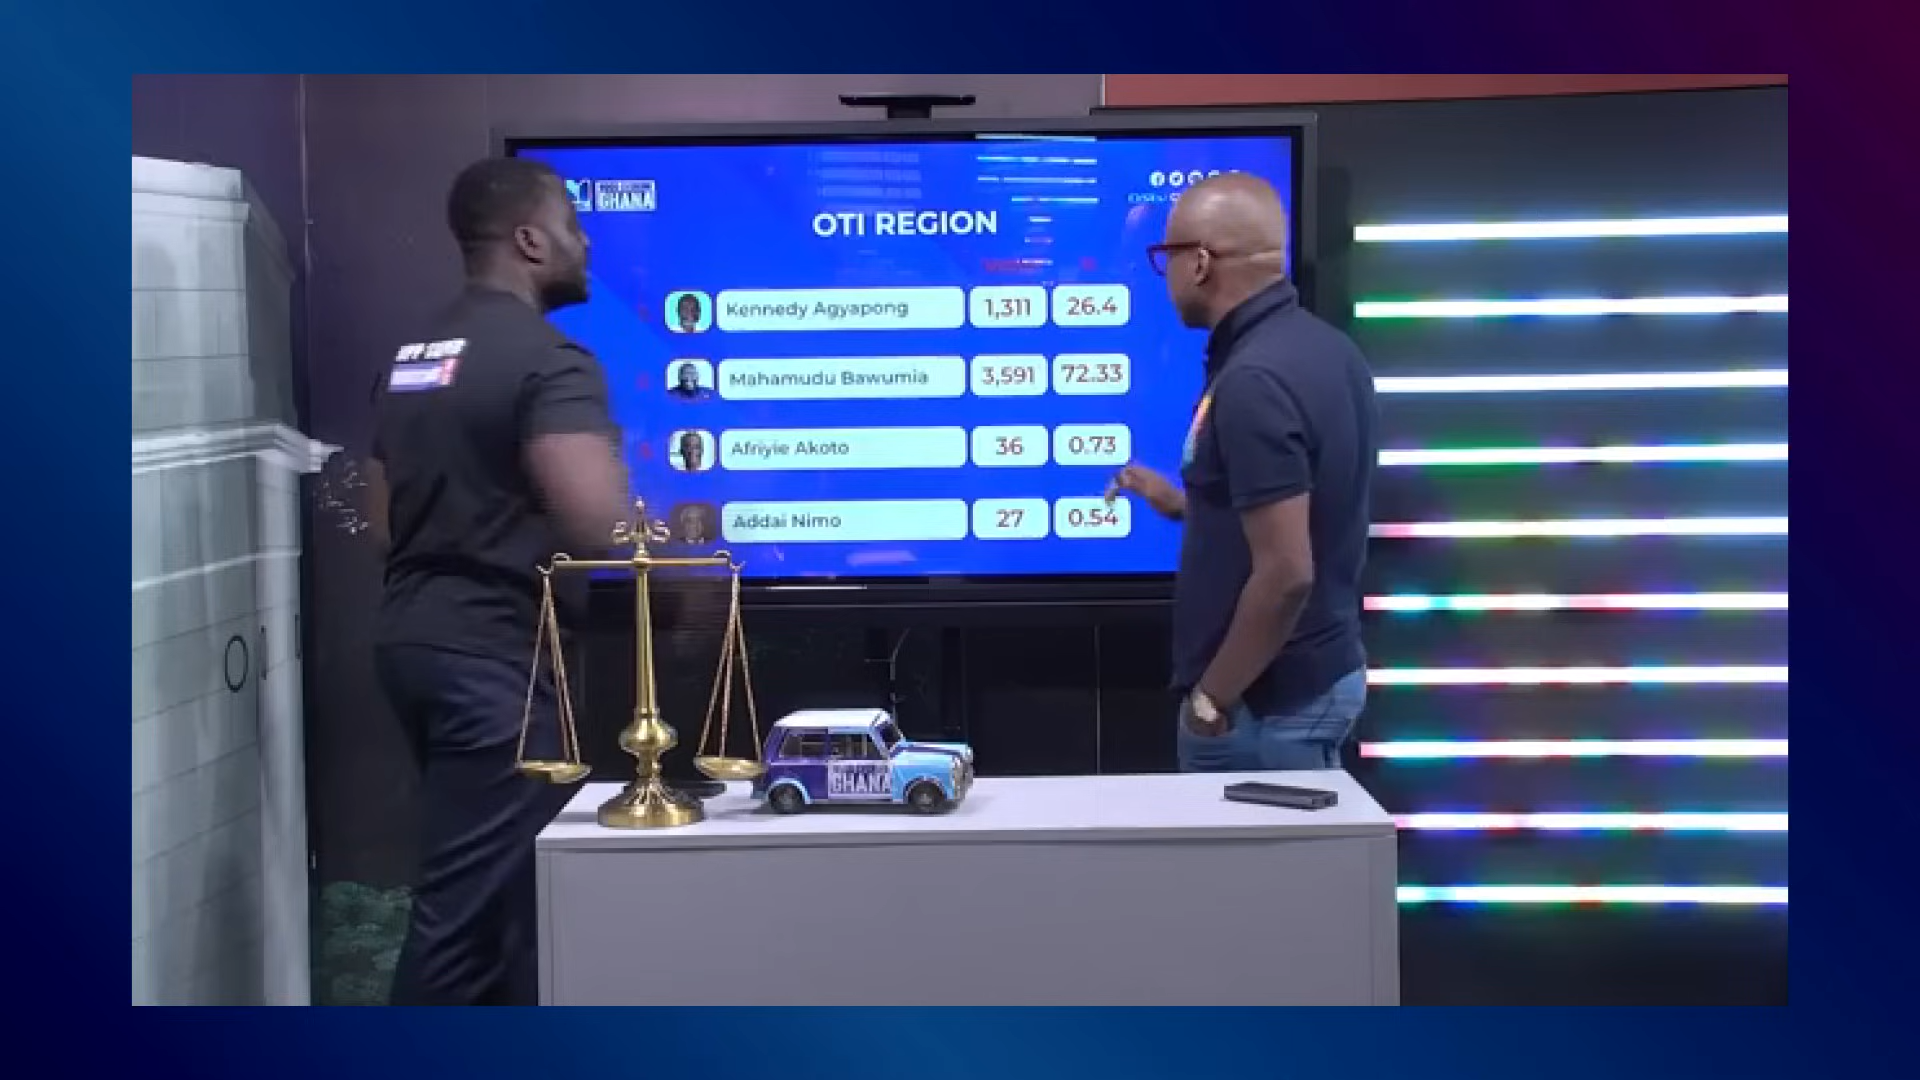 GHANA
OTI REGION
Kennedy Agyapong 1,311 26.4
Mahamudu Bawumia 3,591 72.33
Afriyie Akoto 36 0.73
Addai Nimo 27 0.54
GHANA